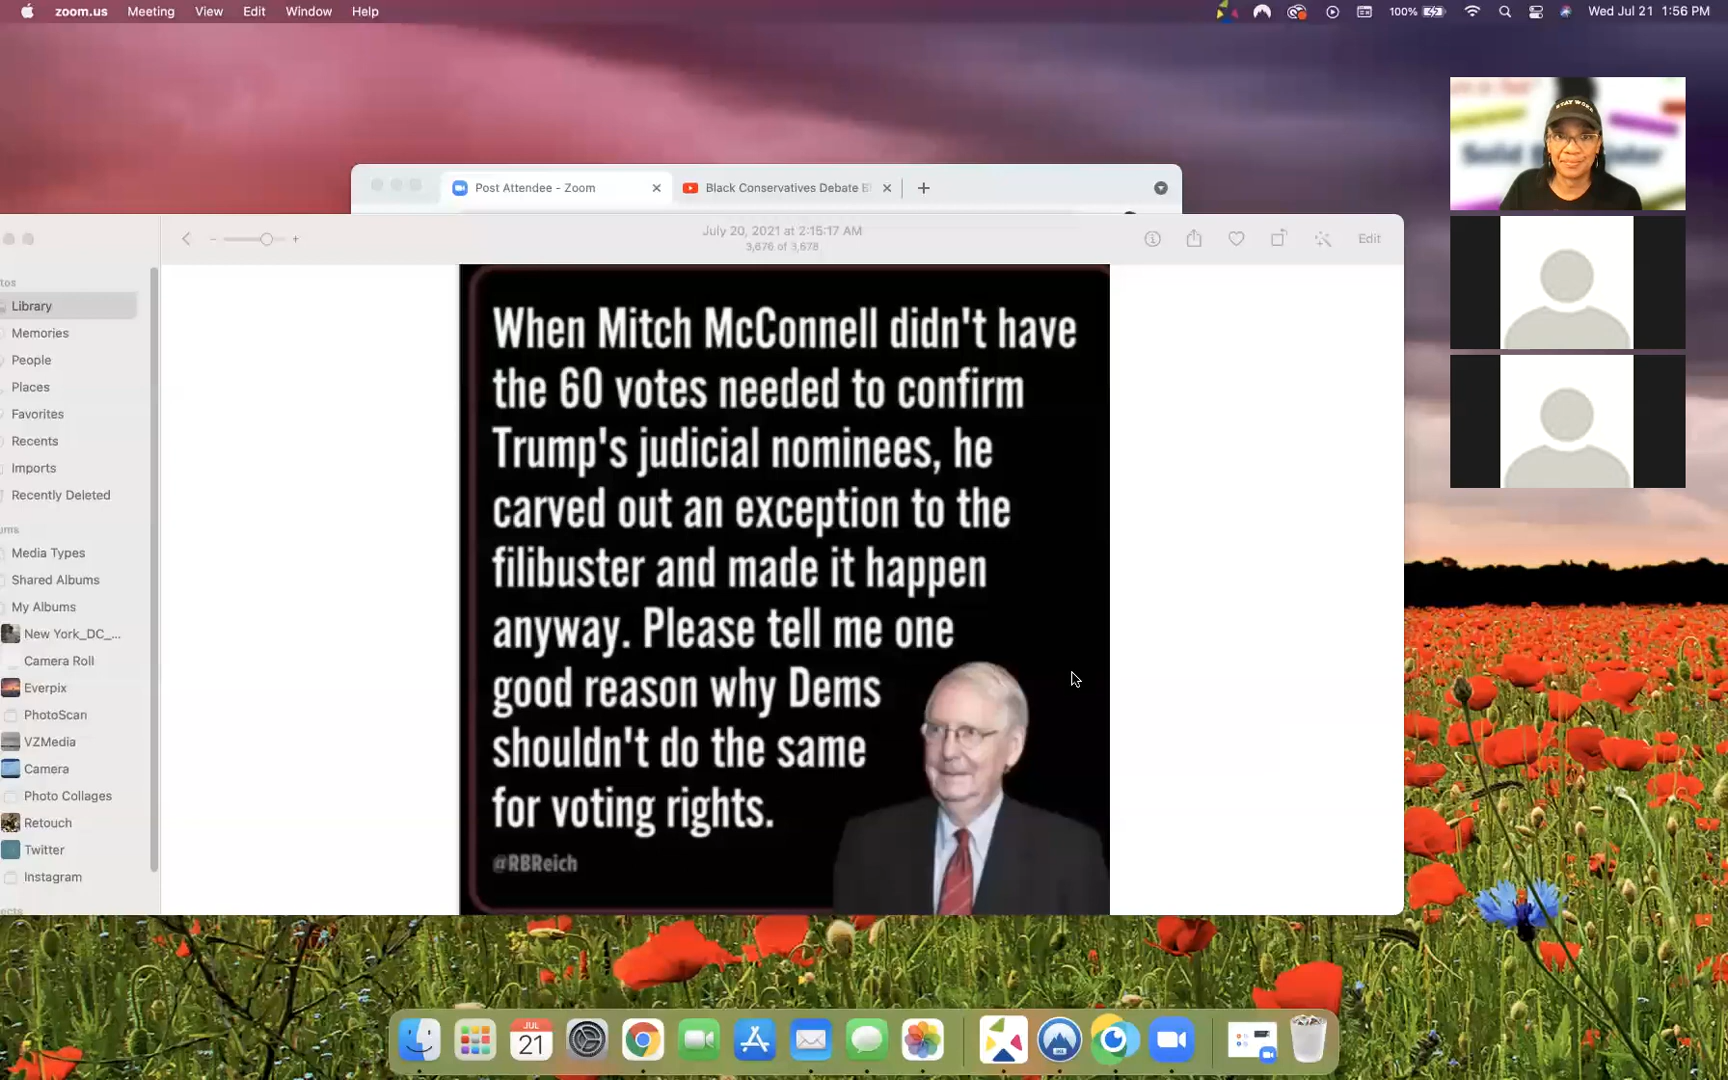 zoom.us Meeting View Edit Window Help
100% Wed Jul 21 1:56 PM
STAY WOKE
Post Attendee - Zoom
Black Conservatives Debate
July 20, 2021 at 2:15:17 AM
3,676 of 3,678
Edit
Library
Memories
People
Places
Favorites
Recents
Imports
Recently Deleted
Media Types
Shared Albums
My Albums
New York_DC_...
Camera Roll
Everpix
PhotoScan
VZMedia
Camera
Photo Collages
Retouch
Twitter
Instagram
When Mitch McConnell didn't have
the 60 votes needed to confirm
Trump's judicial nominees, he
carved out an exception to the
filibuster and made it happen
anyway. Please tell me one
good reason why Dems
shouldn't do the same
for voting rights.
@RBReich
JUL
21